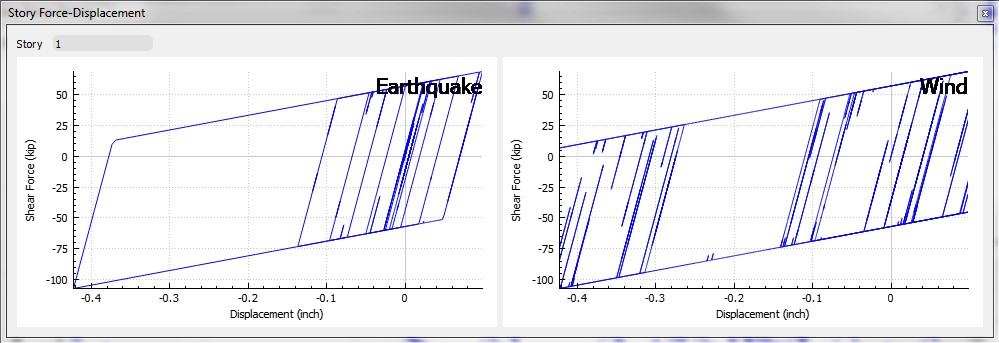 Story Force-Displacement
x
Story 1
Earthquake
50
25
0
-25
-50
-75
-100
Shear Force (kip)
-0.4 -0.3 -0.2 -0.1 0
Displacement (inch)
Wind
50
25
0
-25
-50
-75
-100
Shear Force (kip)
-0.4 -0.3 -0.2 -0.1 0
Displacement (inch)